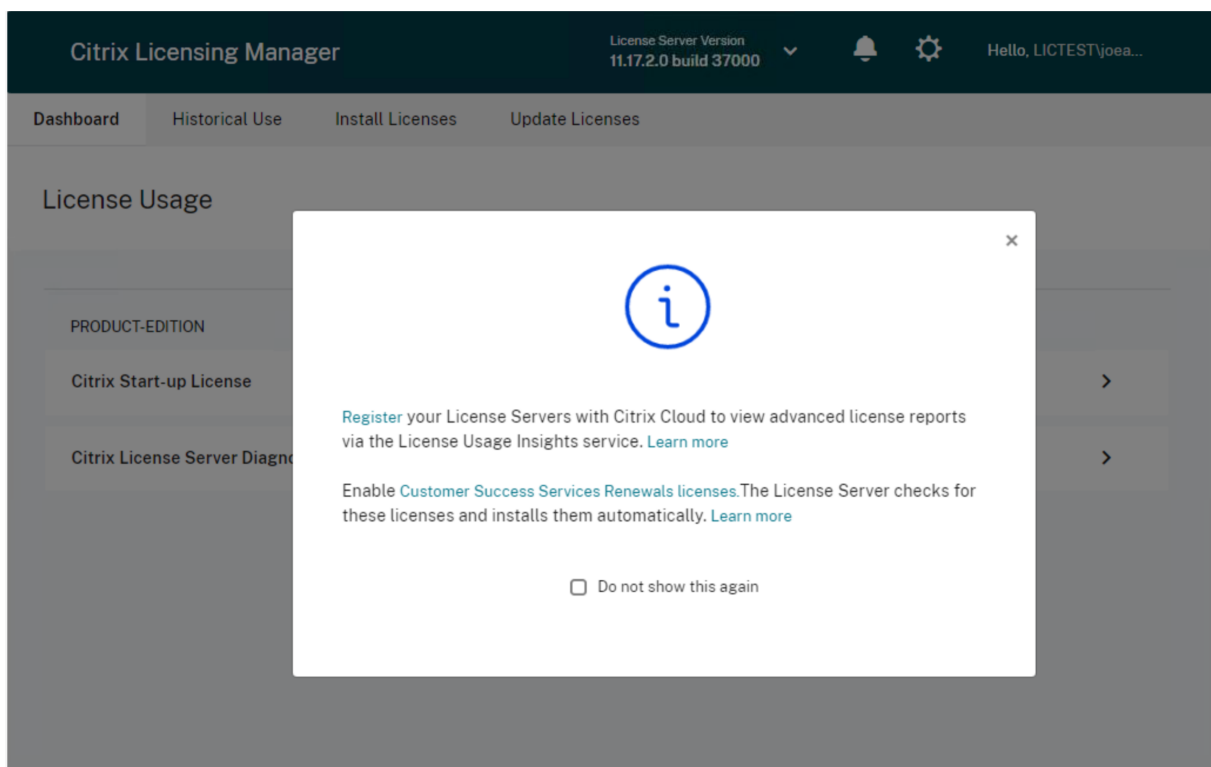 Citrix Licensing Manager
License Server Version
11.17.2.0 build 37000
Hello, LICTEST\joea...
Dashboard
Historical Use
Install Licenses
Update Licenses
License Usage
PRODUCT-EDITION
Citrix Start-up License
Citrix License Server Diagno
Register your License Servers with Citrix Cloud to view advanced license reports
via the License Usage Insights service. Learn more
Enable Customer Success Services Renewals licenses.The License Server checks for
these licenses and installs them automatically. Learn more
Do not show this again